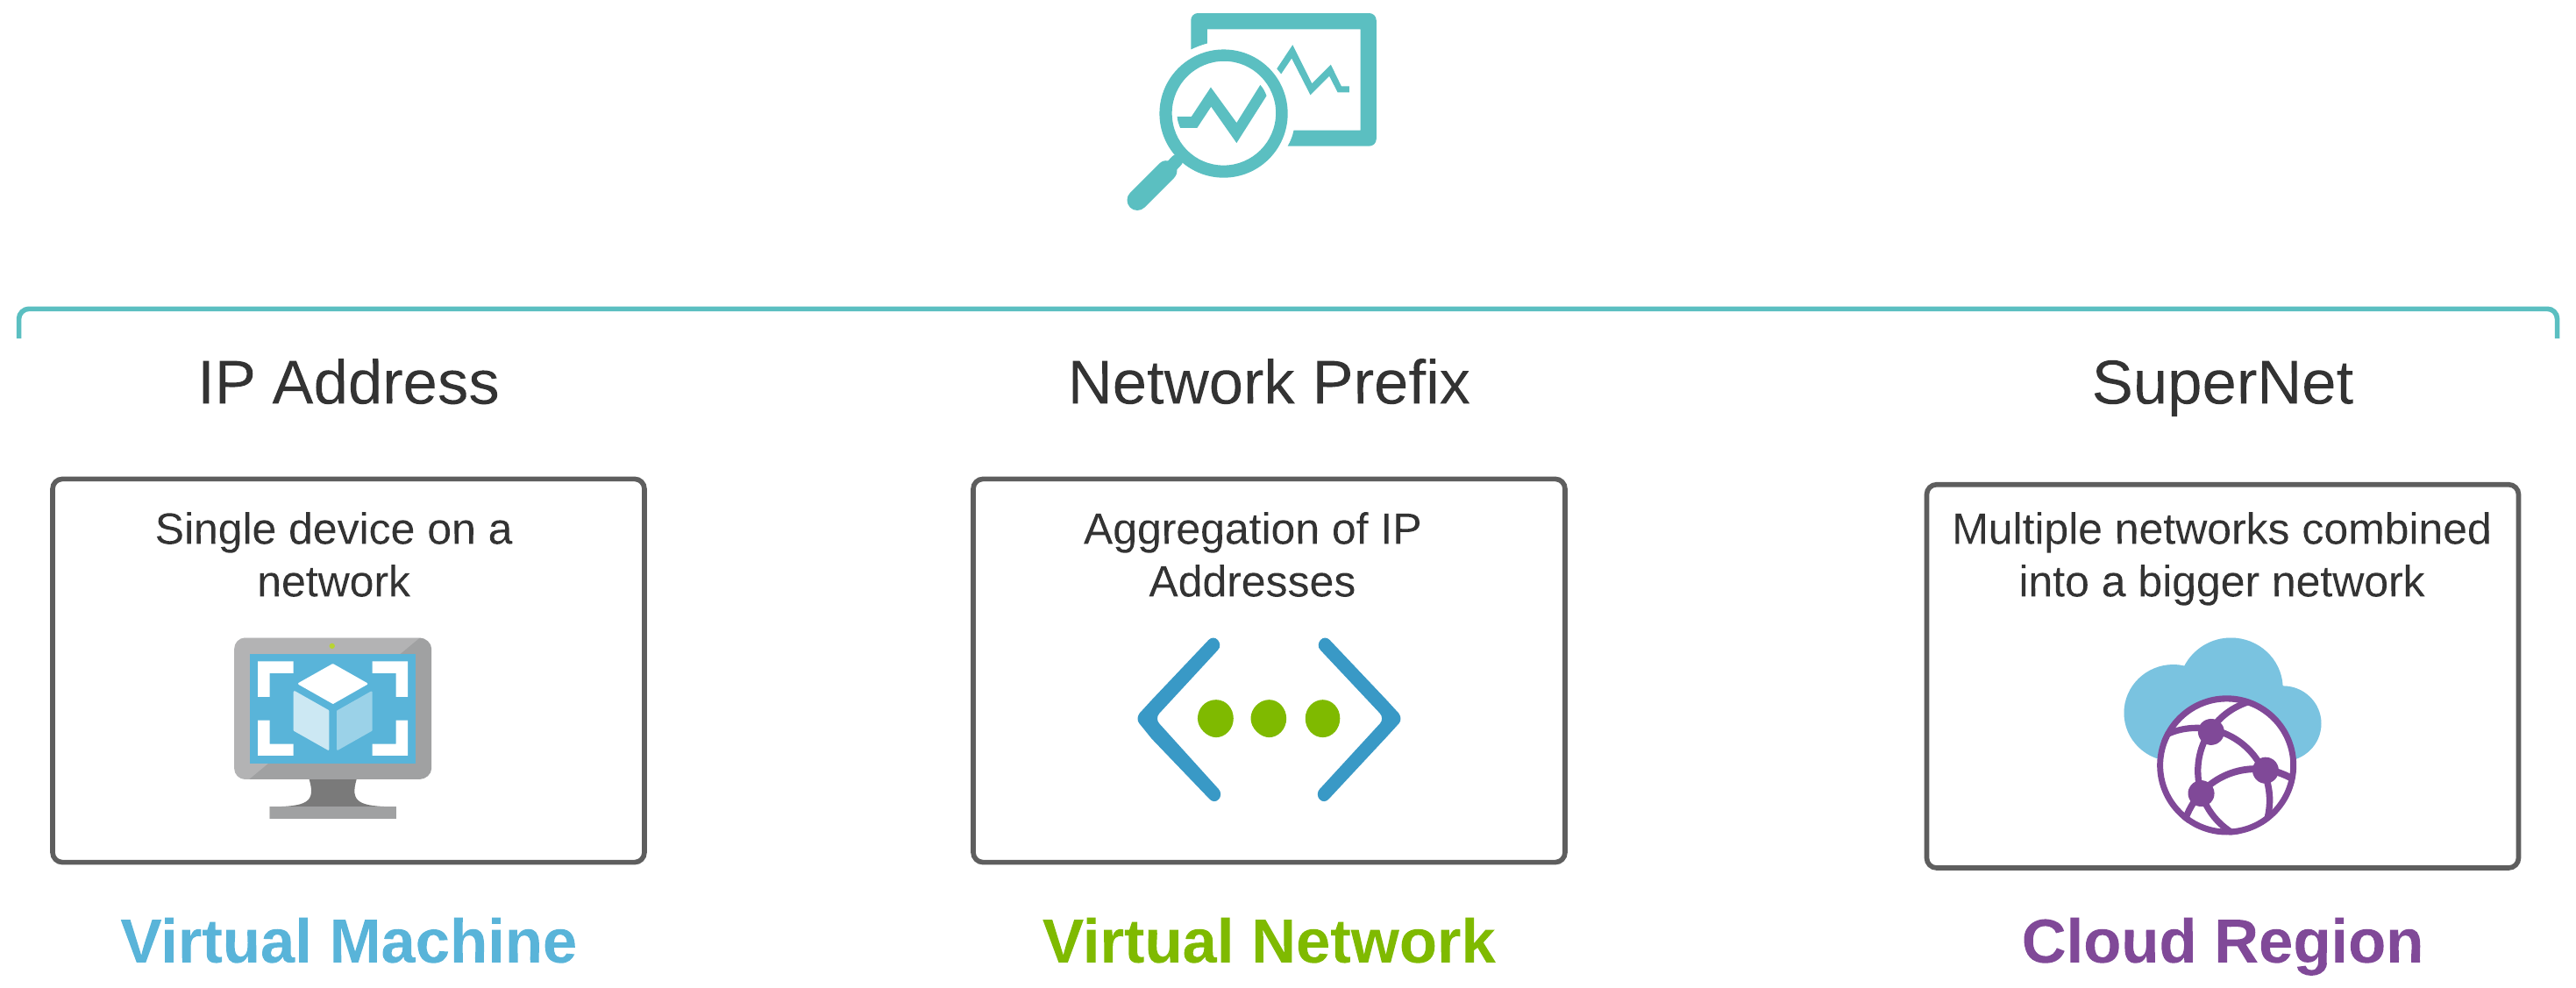 IP Address
Network Prefix
SuperNet
Single device on a
network
Aggregation of IP
Addresses
Multiple networks combined
into a bigger network
Virtual Machine
Virtual Network
Cloud Region